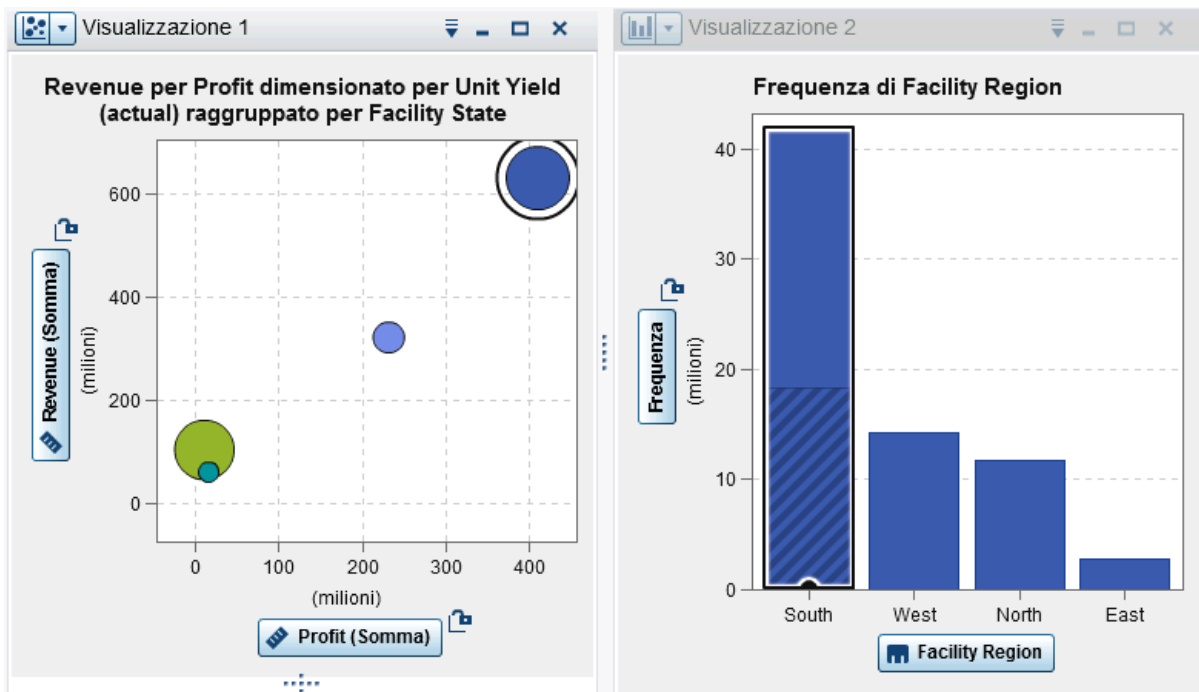 Visualizzazione 1
Revenue per Profit dimensionato per Unit Yield
(actual) raggruppato per Facility State
600
400
200
0
Revenue (Somma)
(milioni)
0 100 200 300 400
(milioni)
Profit (Somma)
Visualizzazione 2
Frequenza di Facility Region
40
30
20
10
0
Frequenza
(milioni)
South West North East
Facility Region